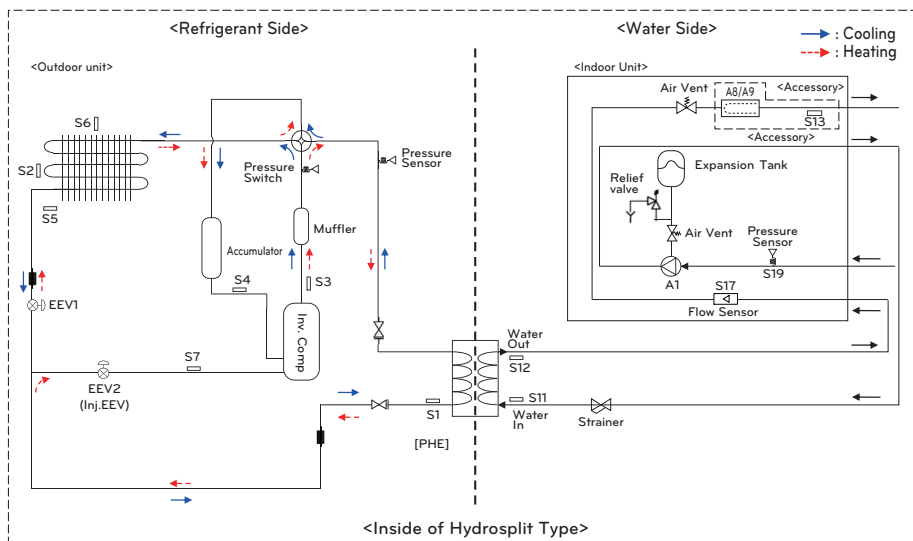 <Refrigerant Side>
<Water Side>
: Cooling
: Heating
<Outdoor unit>
<Indoor Unit>
Air Vent
A8/A9
<Accessory>
S13
<Accessory>
S6
S2
S5
Pressure
Switch
Pressure
Sensor
Expansion Tank
Relief
valve
Air Vent
Pressure
Sensor
S19
A1
S17
Flow Sensor
Muffler
Accumulator
S4
S3
EEV1
Inv. Comp
S7
EEV2
(Inj.EEV)
Water
Out
S12
S1
S11
Water
In
Strainer
[PHE]
<Inside of Hydrosplit Type>